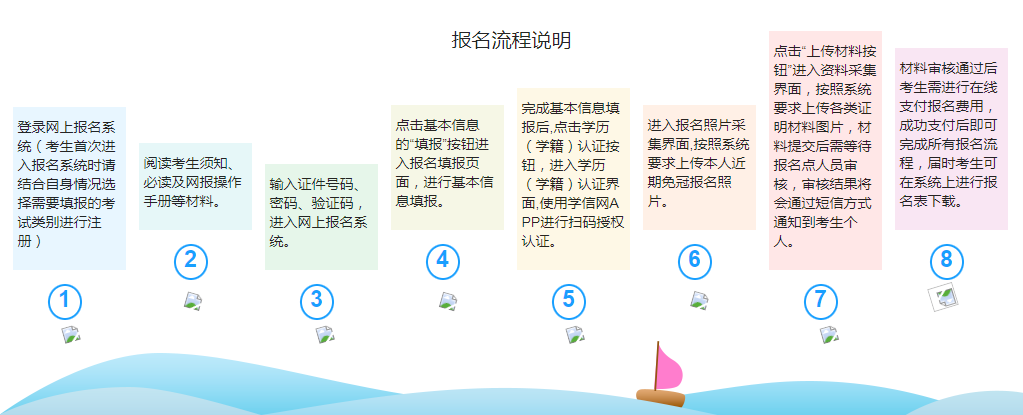 报名流程说明
登录网上报名系
统（考生首次进
入报名系统时请
结合自身情况选
择需要填报的考
试类别进行注
册）
1
阅读考生须知、
必读及网报操作
手册等材料。
2
输入证件号码、
密码、验证码，
进入网上报名系
统。
3
点击基本信息
的“填报”按钮进
入报名填报页
面，进行基本信
息填报。
4
完成基本信息填
报后,点击学历
（学籍）认证按
钮，进入学历
（学籍）认证界
面,使用学信网A
PP进行扫码授权
认证。
5
进入报名照片采
集界面,按照系统
要求上传本人近
期免冠报名照
片。
6
点击“上传材料按
钮”进入资料采集
界面，按照系统
要求上传各类证
明材料图片，材
料提交后需等待
报名点人员审
核，审核结果将
会通过短信方式
通知到考生个
人。
7
材料审核通过后
考生需进行在线
支付报名费用，
成功支付后即可
完成所有报名流
程，届时考生可
在系统上进行报
名表下载。
8